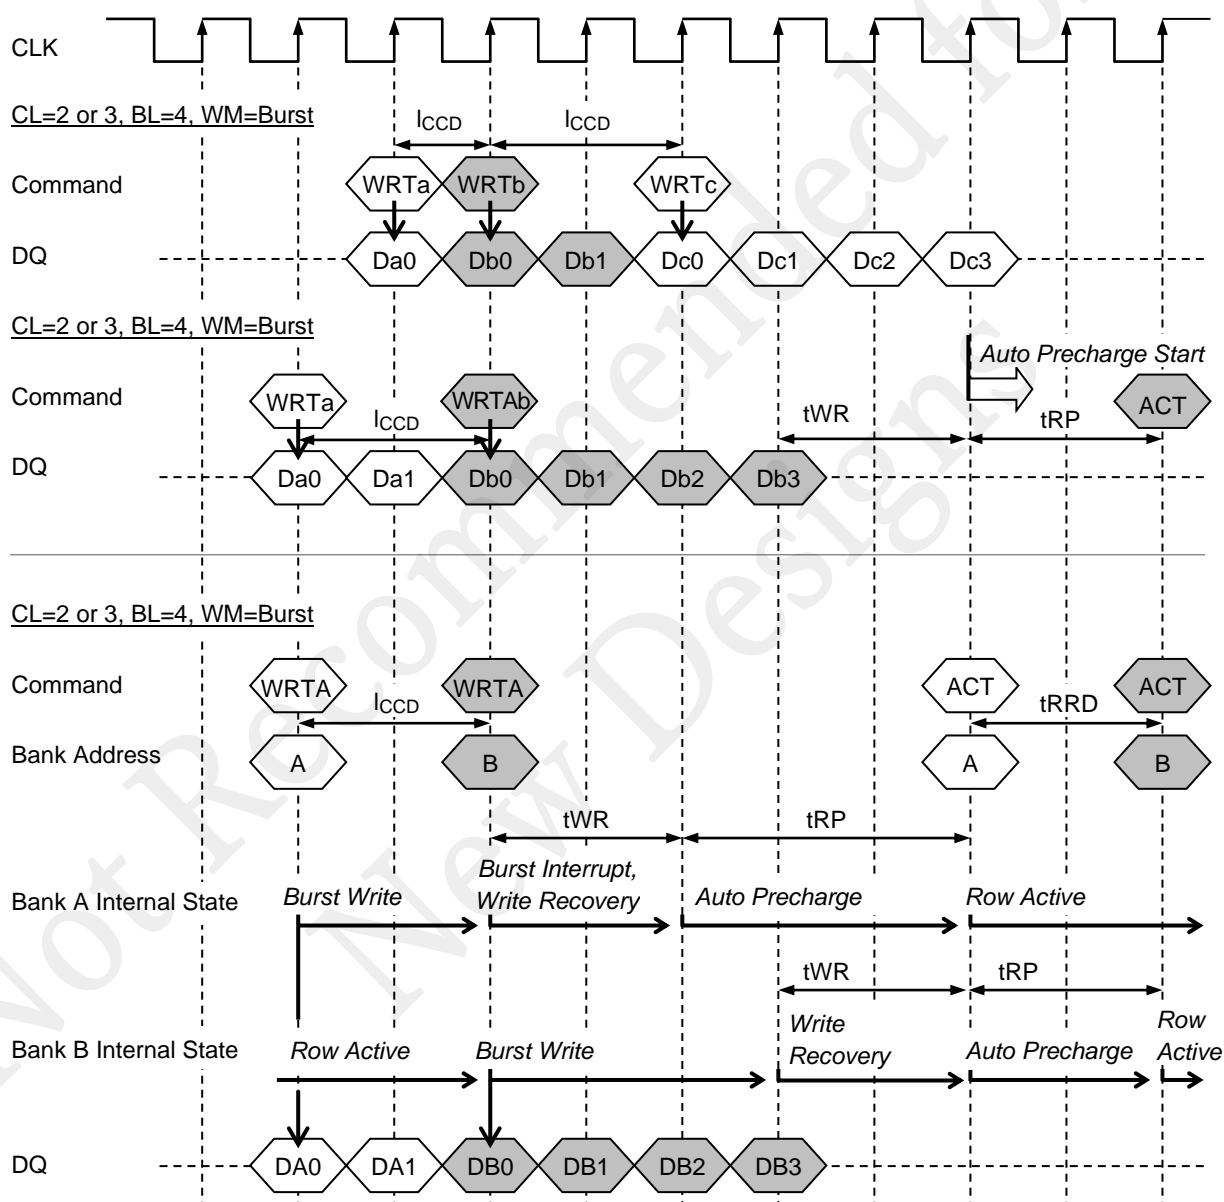 CLK
CL=2 or 3, BL=4, WM=Burst
lCCD lCCD
Command WRTa WRTb WRTc
DQ Da0 Db0 Db1 Dc0 Dc1 Dc2 Dc3
CL=2 or 3, BL=4, WM=Burst
Auto Precharge Start
Command WRTa WRTAb ACT
lCCD tWR tRP
DQ Da0 Da1 Db0 Db1 Db2 Db3
CL=2 or 3, BL=4, WM=Burst
Command WRTA WRTA ACT ACT
lCCD tRRD
Bank Address A B A B
tWR tRP
Bank A Internal State Burst Write Burst Interrupt,
Write Recovery Auto Precharge Row Active
tWR tRP
Bank B Internal State Row Active Burst Write Write
Recovery Auto Precharge Row
Active
DQ DA0 DA1 DB0 DB1 DB2 DB3
Not Recommended for
New Designs